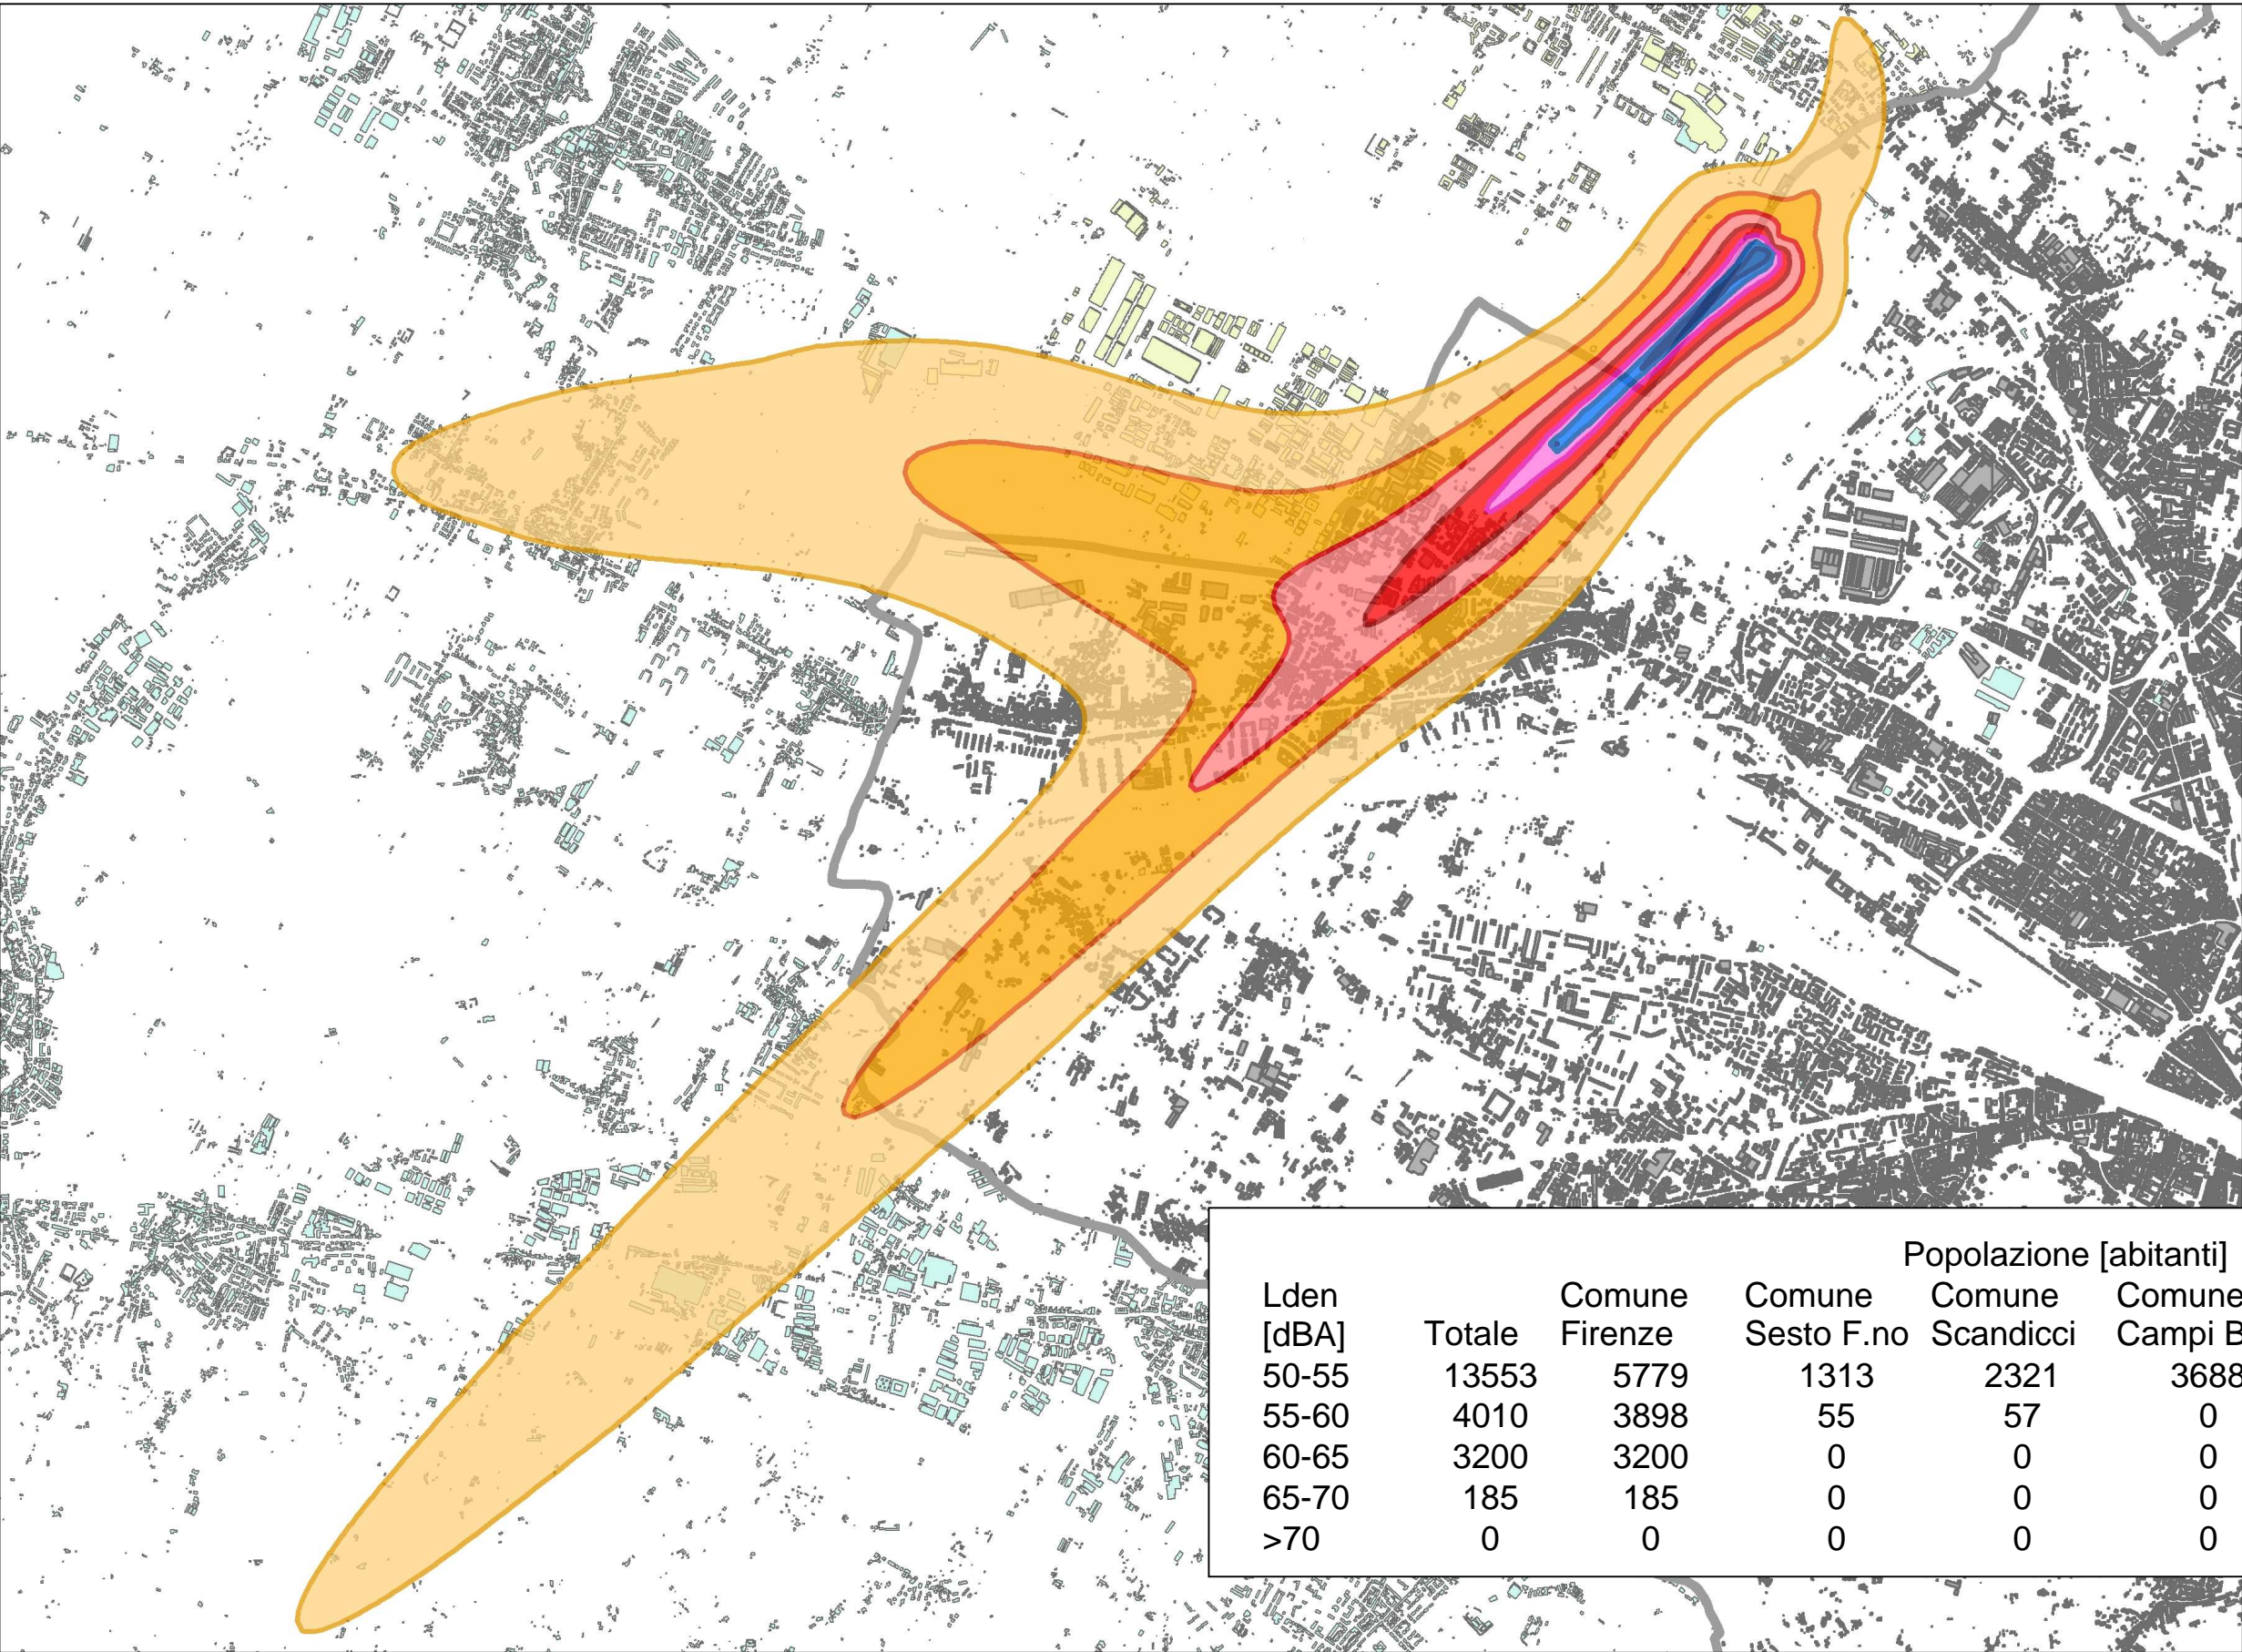 Popolazione [abitanti]
Lden Comune Comune Comune Comune
[dBA] Totale Firenze Sesto F.no Scandicci Campi B
50-55 13553 5779 1313 2321 3688
55-60 4010 3898 55 57 0
60-65 3200 3200 0 0 0
65-70 185 185 0 0 0
>70 0 0 0 0 0